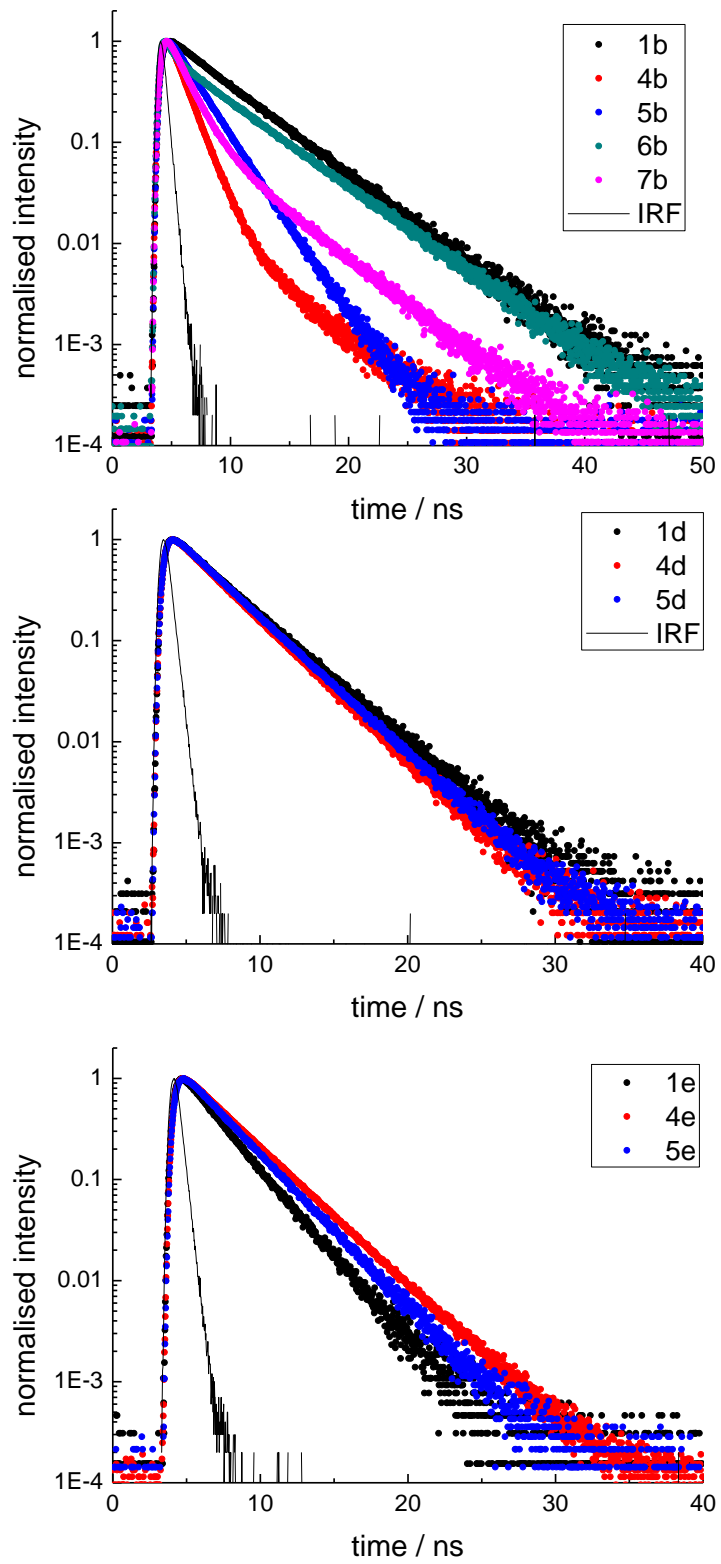 1
0.1
0.01
1E-3
1E-4
normalised intensity
1b
4b
5b
6b
7b
IRF
0 10 20 30 40 50
time / ns
1
0.1
0.01
1E-3
1E-4
normalised intensity
1d
4d
5d
IRF
0 10 20 30 40
time / ns
1
0.1
0.01
1E-3
1E-4
normalised intensity
1e
4e
5e
0 10 20 30 40
time / ns